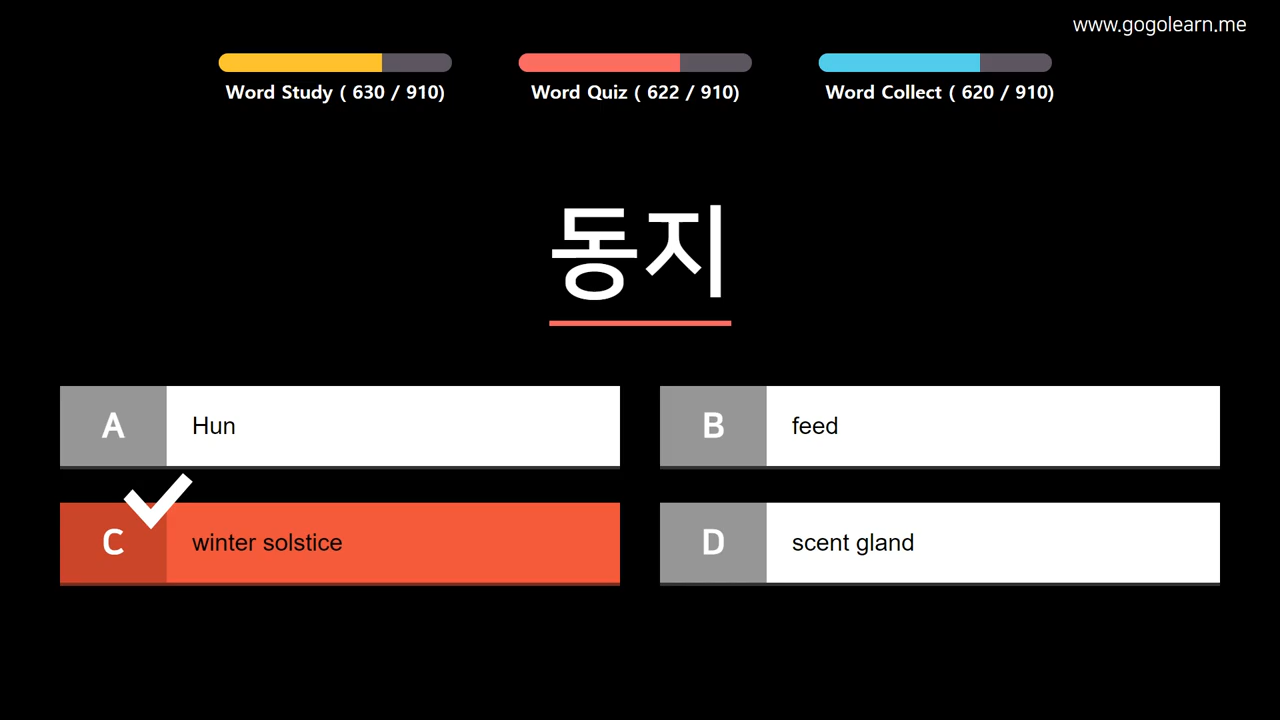 www.gogolearn.me
Word Study ( 630 / 910)
Word Quiz ( 622 / 910)
Word Collect ( 620 / 910)
동지
A
Hun
B
feed
C
winter solstice
D
scent gland